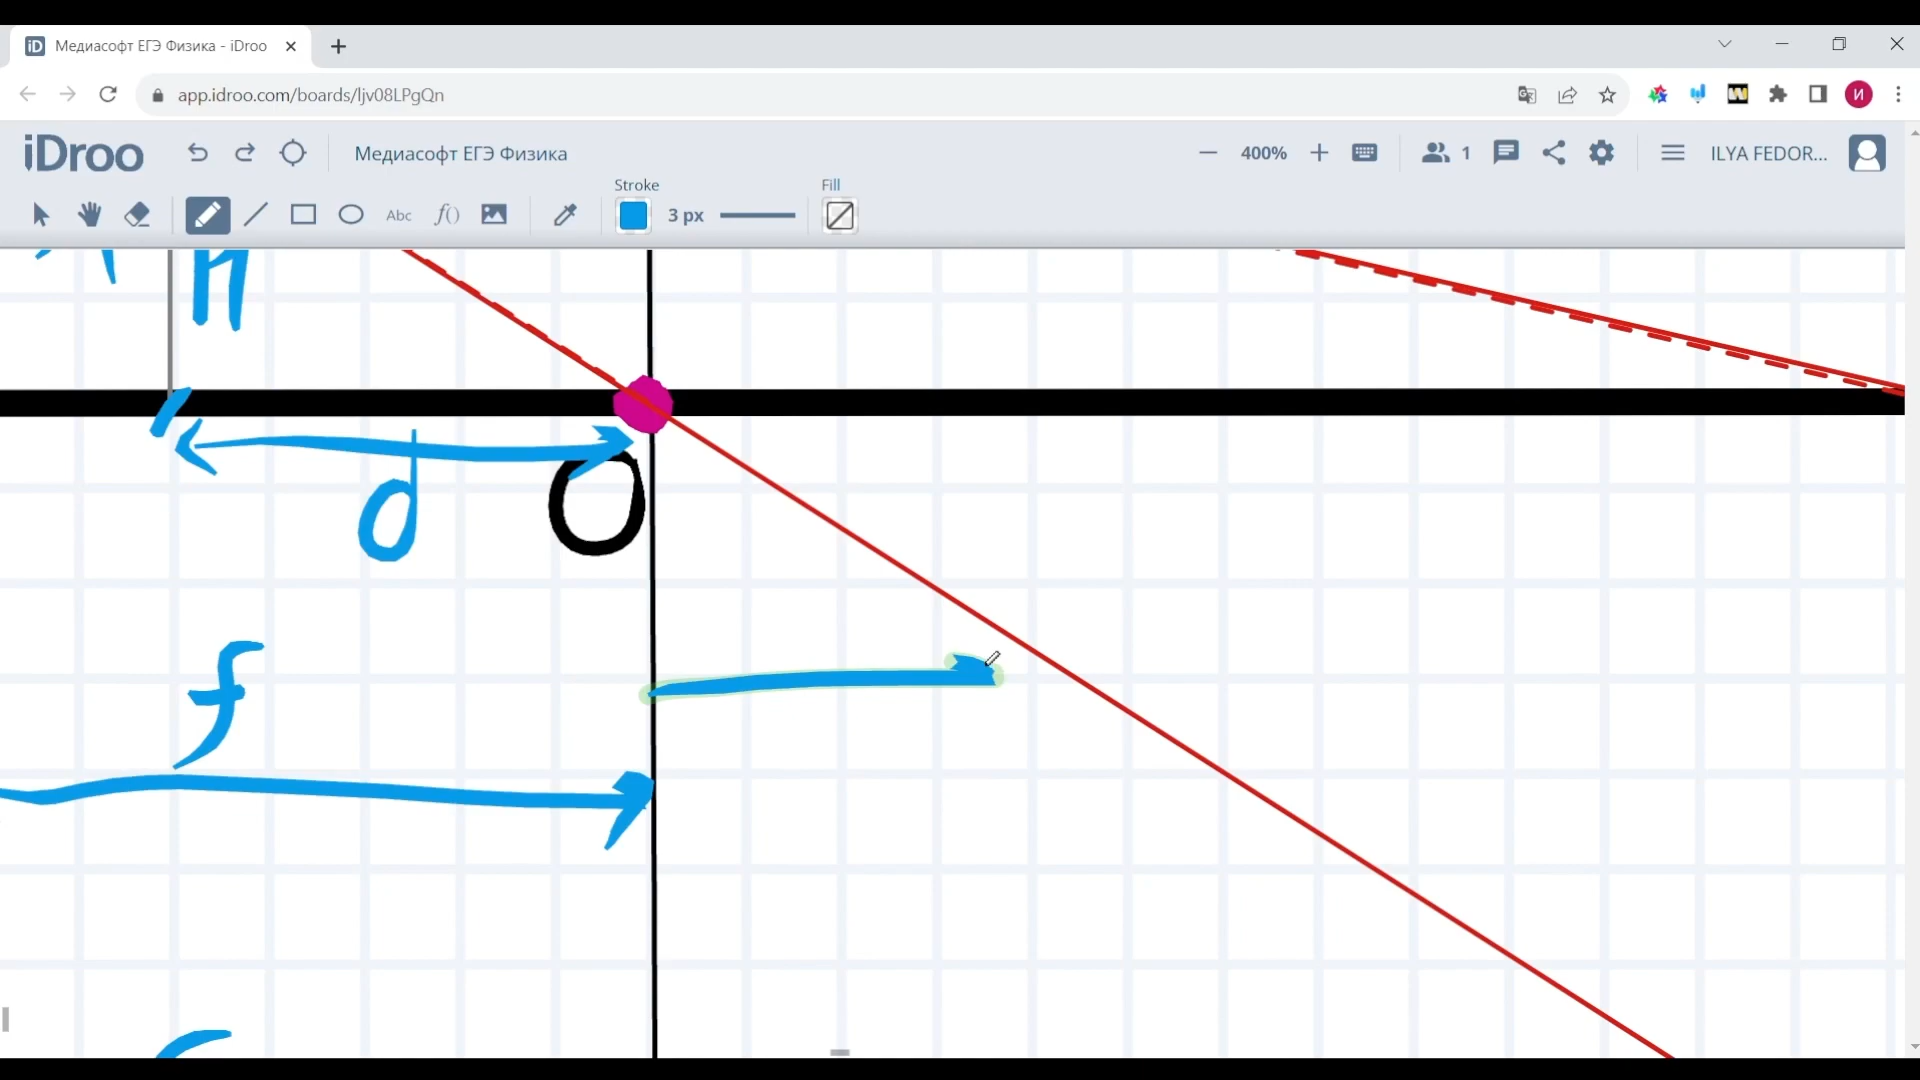 Медиасофт ЕГЭ Физика - iDroo
app.idroo.com/boards/ljv08LPgQn
И
iDroo
Медиасофт ЕГЭ Физика
400%
1
ILYA FEDOR...
Stroke
Fill
Abc
f()
3 px
d
O
f